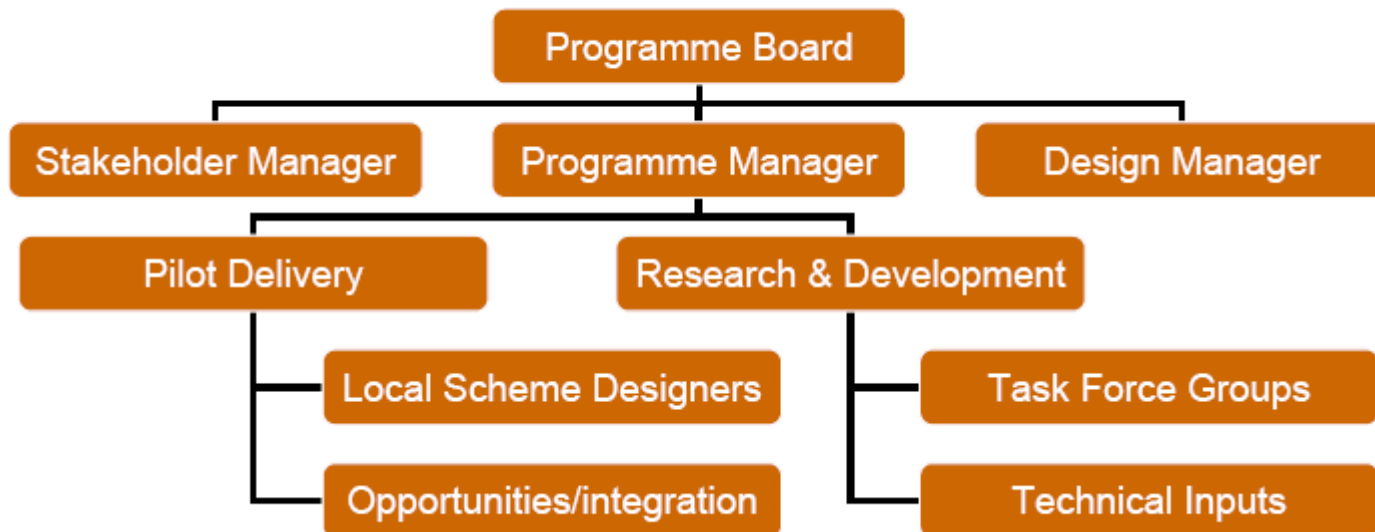 Programme Board
Stakeholder Manager
Programme Manager
Design Manager
Pilot Delivery
Research & Development
Local Scheme Designers
Task Force Groups
Opportunities/integration
Technical Inputs